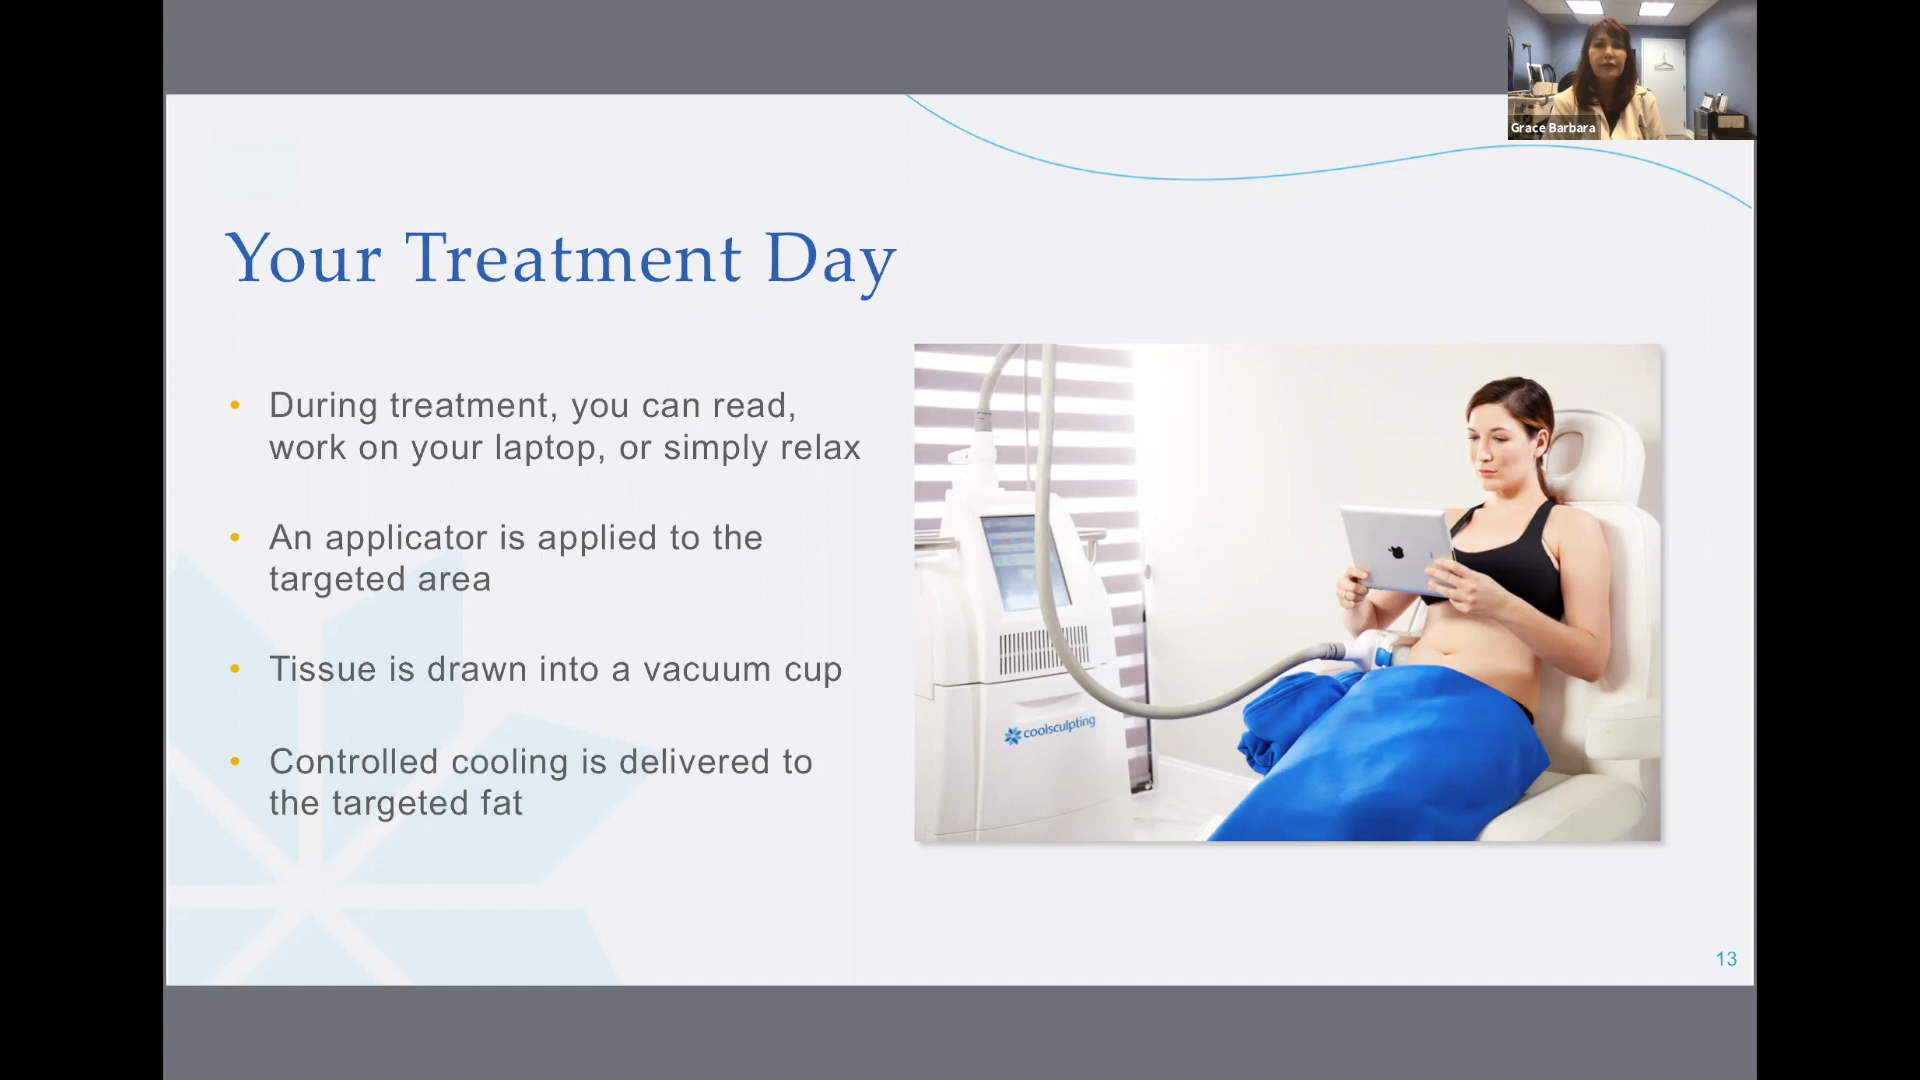 Grace Barbara
Your Treatment Day
• During treatment, you can read,
work on your laptop, or simply relax
• An applicator is applied to the
targeted area
• Tissue is drawn into a vacuum cup
• Controlled cooling is delivered to
the targeted fat
coolsculpting
13